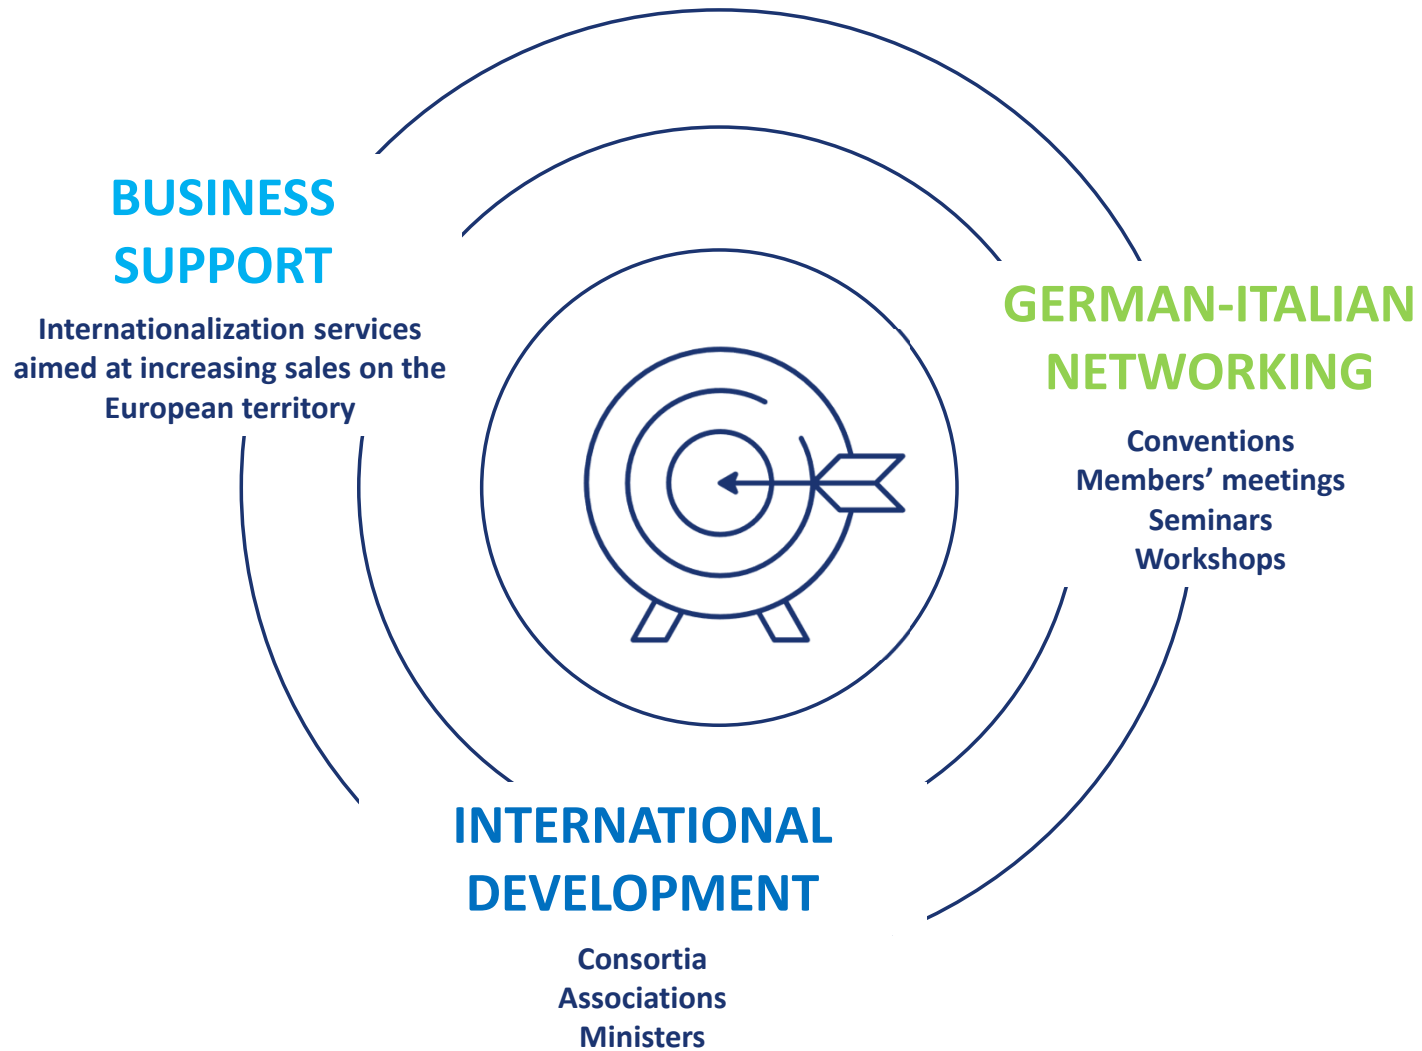 BUSINESS
SUPPORT
Internationalization services
aimed at increasing sales on the
European territory
GERMAN-ITALIAN
NETWORKING
Conventions
Members’ meetings
Seminars
Workshops
INTERNATIONAL
DEVELOPMENT
Consortia
Associations
Ministers